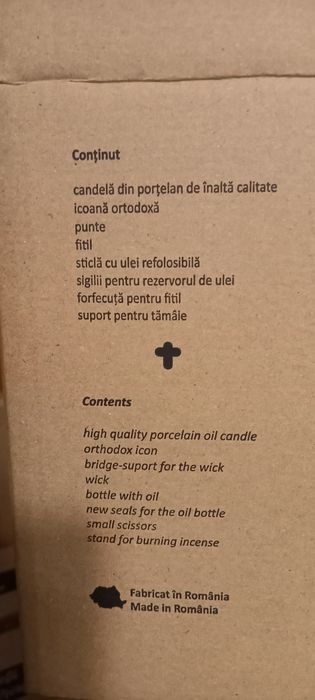 Conținut
candelă din porțelan de înaltă calitate
icoană ortodoxă
punte
fitil
sticlă cu ulei refolosibilă
sigilii pentru rezervorul de ulei
forfecuță pentru fitil
suport pentru tămâie
Contents
high quality porcelain oil candle
orthodox icon
bridge-suport for the wick
wick
bottle with oil
new seals for the oil bottle
small scissors
stand for burning incense
Fabricat în România
Made in România